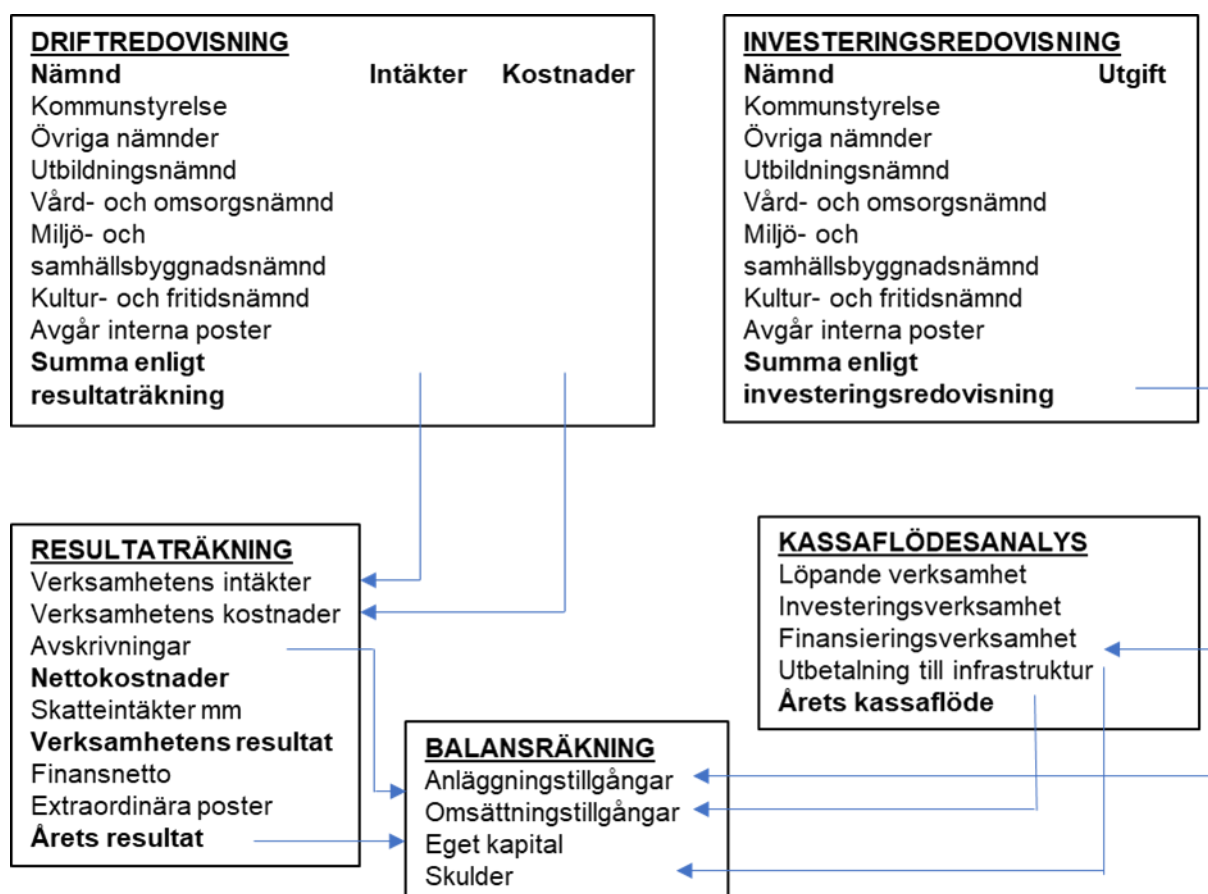 DRIFTREDOVISNING
Nämnd Intäkter Kostnader
Kommunstyrelse
Övriga nämnder
Utbildningsnämnd
Vård- och omsorgsnämnd
Miljö- och
samhällsbyggnadsnämnd
Kultur- och fritidsnämnd
Avgår interna poster
Summa enligt
resultaträkning
INVESTERINGSREDOVISNING
Nämnd Utgift
Kommunstyrelse
Övriga nämnder
Utbildningsnämnd
Vård- och omsorgsnämnd
Miljö- och
samhällsbyggnadsnämnd
Kultur- och fritidsnämnd
Avgår interna poster
Summa enligt
investeringsredovisning
RESULTATRÄKNING
Verksamhetens intäkter
Verksamhetens kostnader
Avskrivningar
Nettokostnader
Skatteintäkter mm
Verksamhetens resultat
Finansnetto
Extraordinära poster
Årets resultat
KASSAFLÖDESANALYS
Löpande verksamhet
Investeringsverksamhet
Finansieringsverksamhet
Utbetalning till infrastruktur
Årets kassaflöde
BALANSRÄKNING
Anläggningstillgångar
Omsättningstillgångar
Eget kapital
Skulder